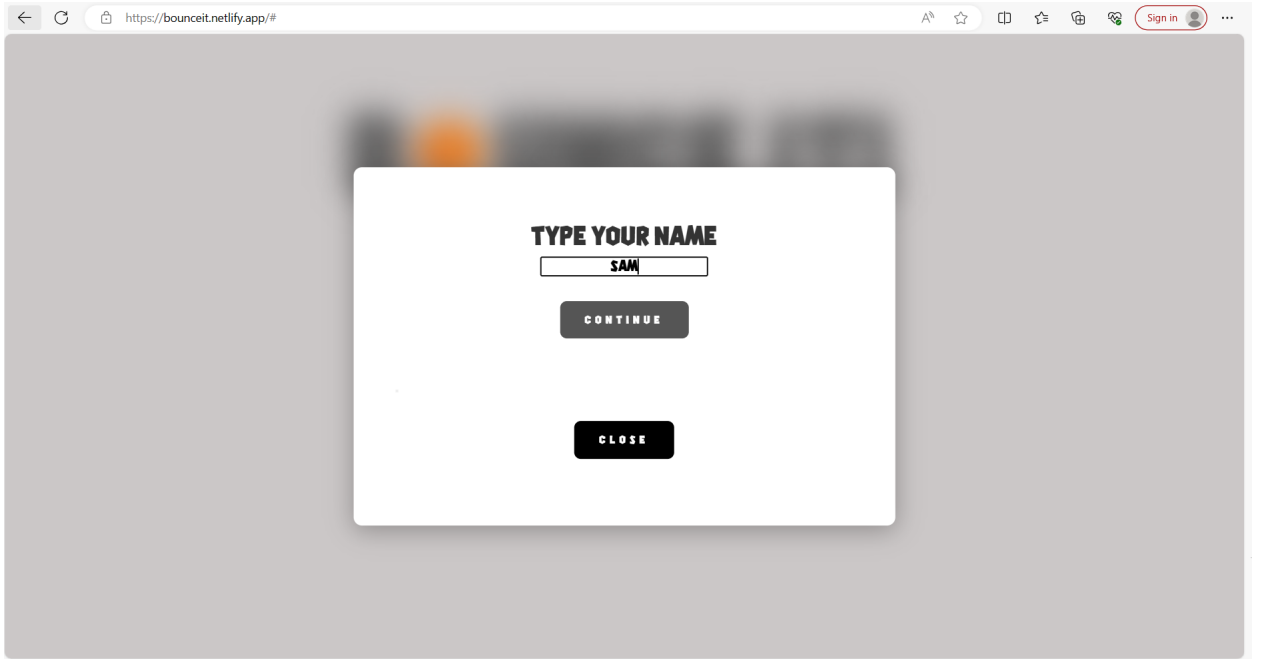 https://bounceit.netlify.app/#
Sign in
TYPE YOUR NAME
SAM
CONTINUE
CLOSE